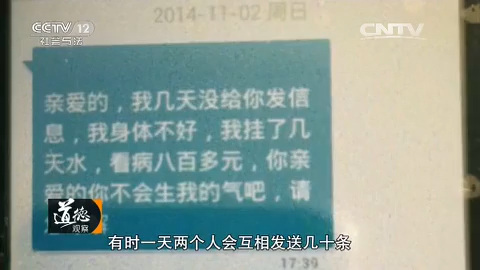 CCTV 12
社会与法
2014-11-02 周日
CNTV
亲爱的，我几天没给你发信
息，我身体不好，我挂了几
天水，看病八百多元，你亲
爱的你不会生我的气吧，请
道德
观察
有时一天两个人会互相发送几十条
17:39